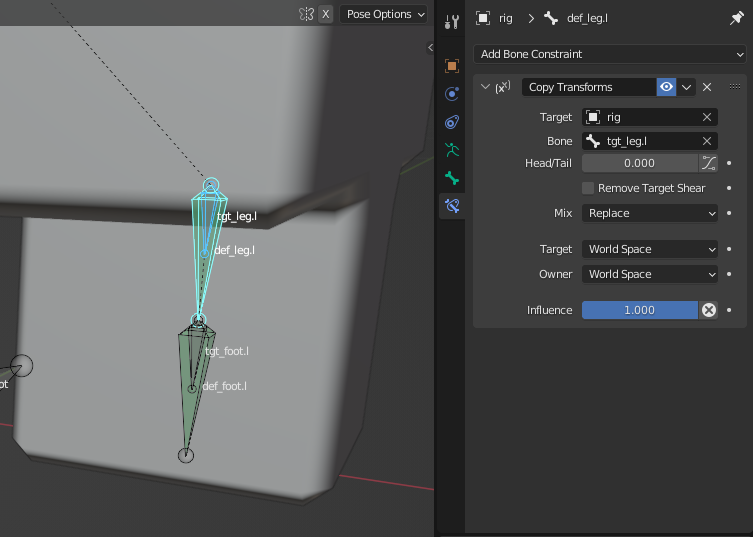 X Pose Options
rig def_leg.l
Add Bone Constraint
(x) Copy Transforms
Target rig
Bone tgt_leg.l
Head/Tail 0.000
Remove Target Shear
Mix Replace
Target World Space
Owner World Space
Influence 1.000
tgt_leg.l
def_leg.l
tgt_foot.l
def_foot.l
ot